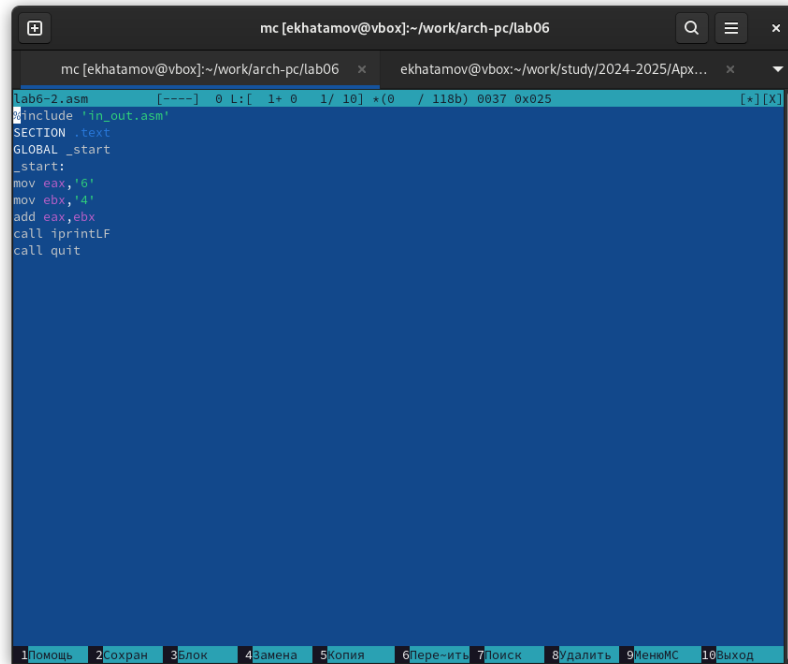 mc [ekhatamov@vbox]:~/work/arch-pc/lab06
mc [ekhatamov@vbox]:~/work/arch-pc/lab06 × ekhatamov@vbox:~/work/study/2024-2025/Арх... ×
lab6-2.asm [----] 0 L:[ 1+ 0 1/ 10] *(0 / 118b) 0037 0x025 [*][X]
%include 'in_out.asm'
SECTION .text
GLOBAL _start
_start:
mov eax,'6'
mov ebx,'4'
add eax,ebx
call iprintLF
call quit
1Помощь 2Сохран 3Блок 4Замена 5Копия 6Пере~ить 7Поиск 8Удалить 9МенюMC 10Выход